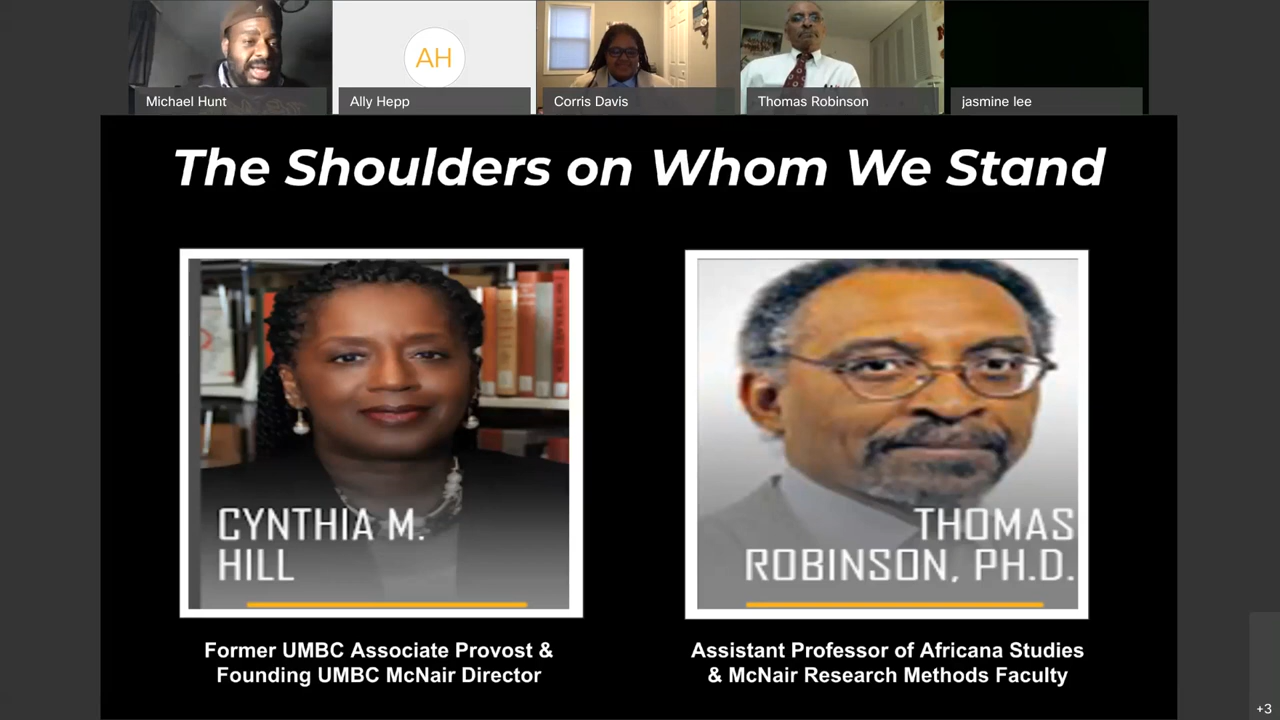 AH
Michael Hunt
Ally Hepp
Corris Davis
Thomas Robinson
jasmine lee
The Shoulders on Whom We Stand
CYNTHIA M.
HILL
THOMAS
ROBINSON, PH.D.
Former UMBC Associate Provost &
Founding UMBC McNair Director
Assistant Professor of Africana Studies
& McNair Research Methods Faculty
+3